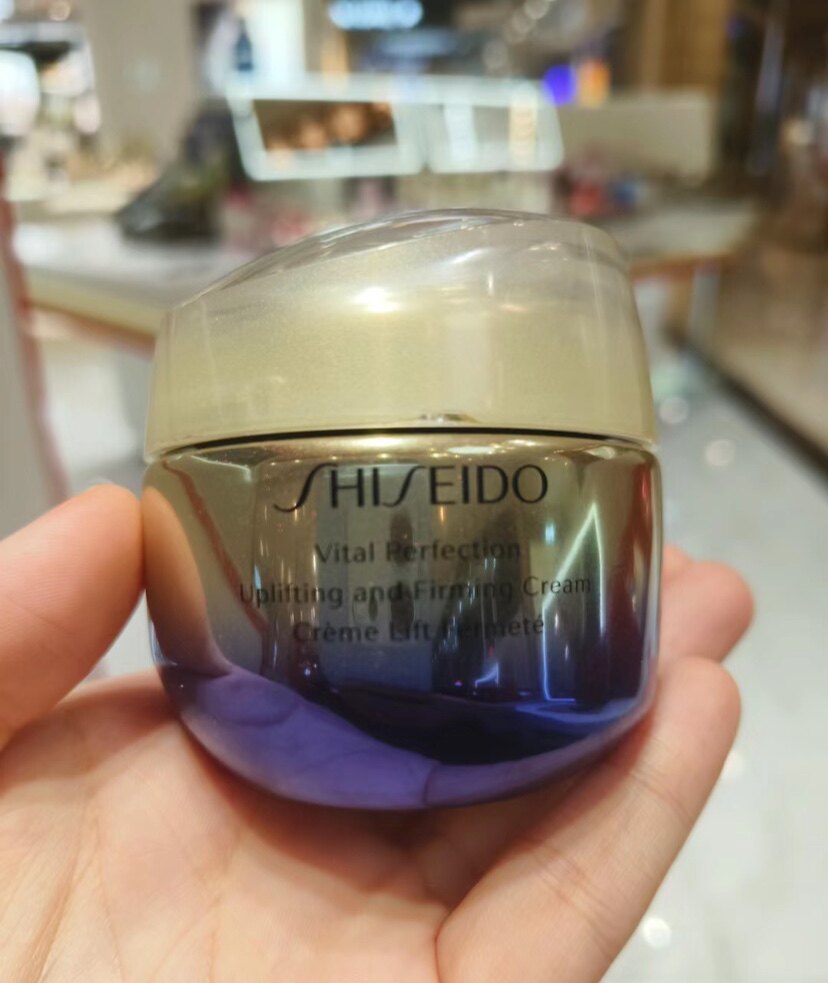 SHISEIDO
Vital Perfection
Uplifting and Firming Cream
Crème Lift Fermeté